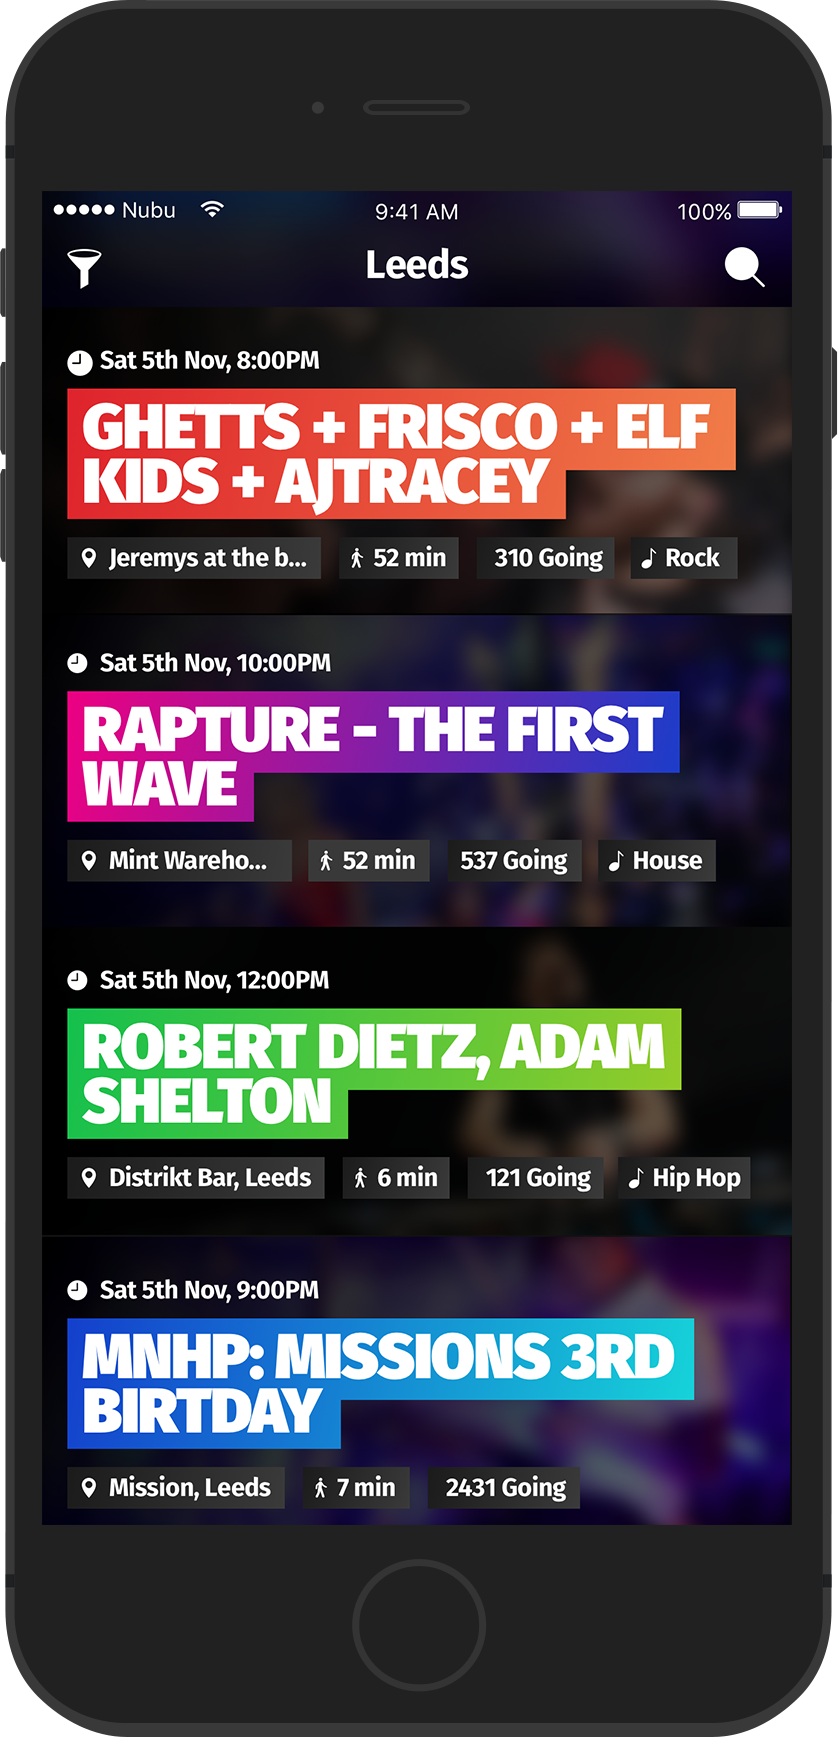 Nubu 9:41 AM 100%
Leeds
Sat 5th Nov, 8:00PM
GHETTS + FRISCO + ELF
KIDS + AJTRACEY
Jeremys at the b... 52 min 310 Going Rock
Sat 5th Nov, 10:00PM
RAPTURE - THE FIRST
WAVE
Mint Wareho... 52 min 537 Going House
Sat 5th Nov, 12:00PM
ROBERT DIETZ, ADAM
SHELTON
Distrikt Bar, Leeds 6 min 121 Going Hip Hop
Sat 5th Nov, 9:00PM
MNHP: MISSIONS 3RD
BIRTDAY
Mission, Leeds 7 min 2431 Going